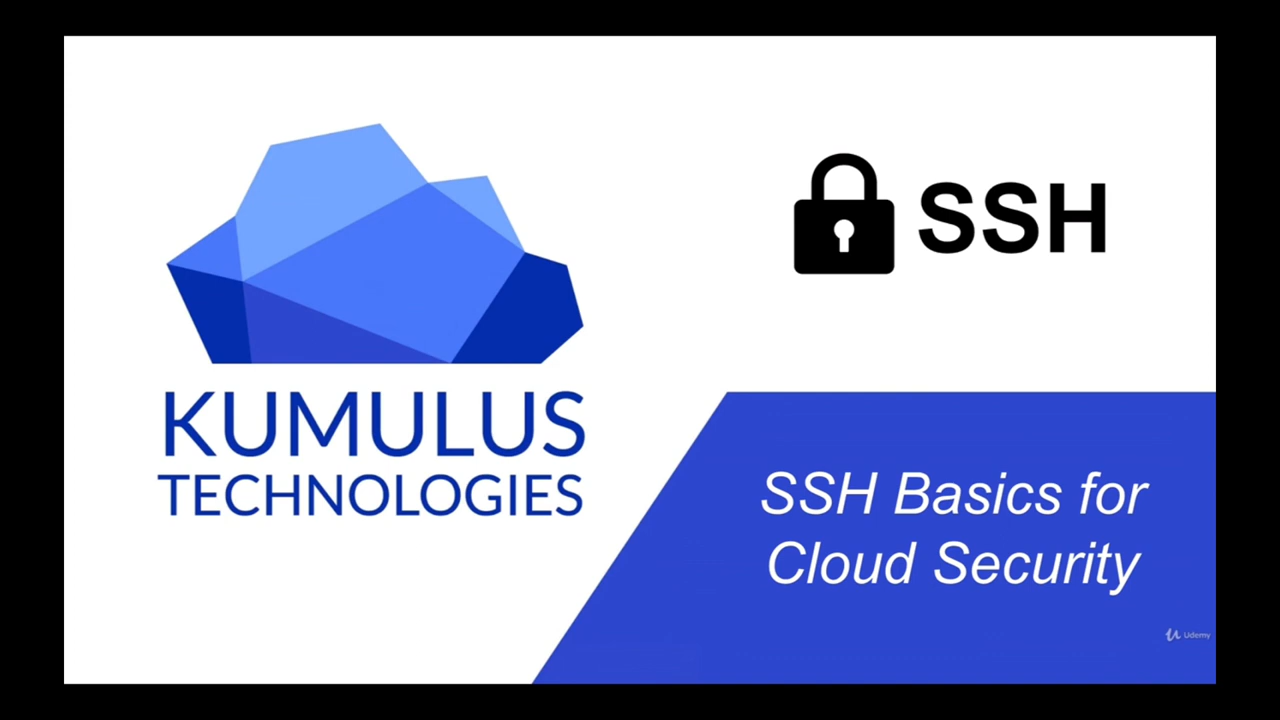 KUMULUS
TECHNOLOGIES
SSH
SSH Basics for
Cloud Security
Udemy